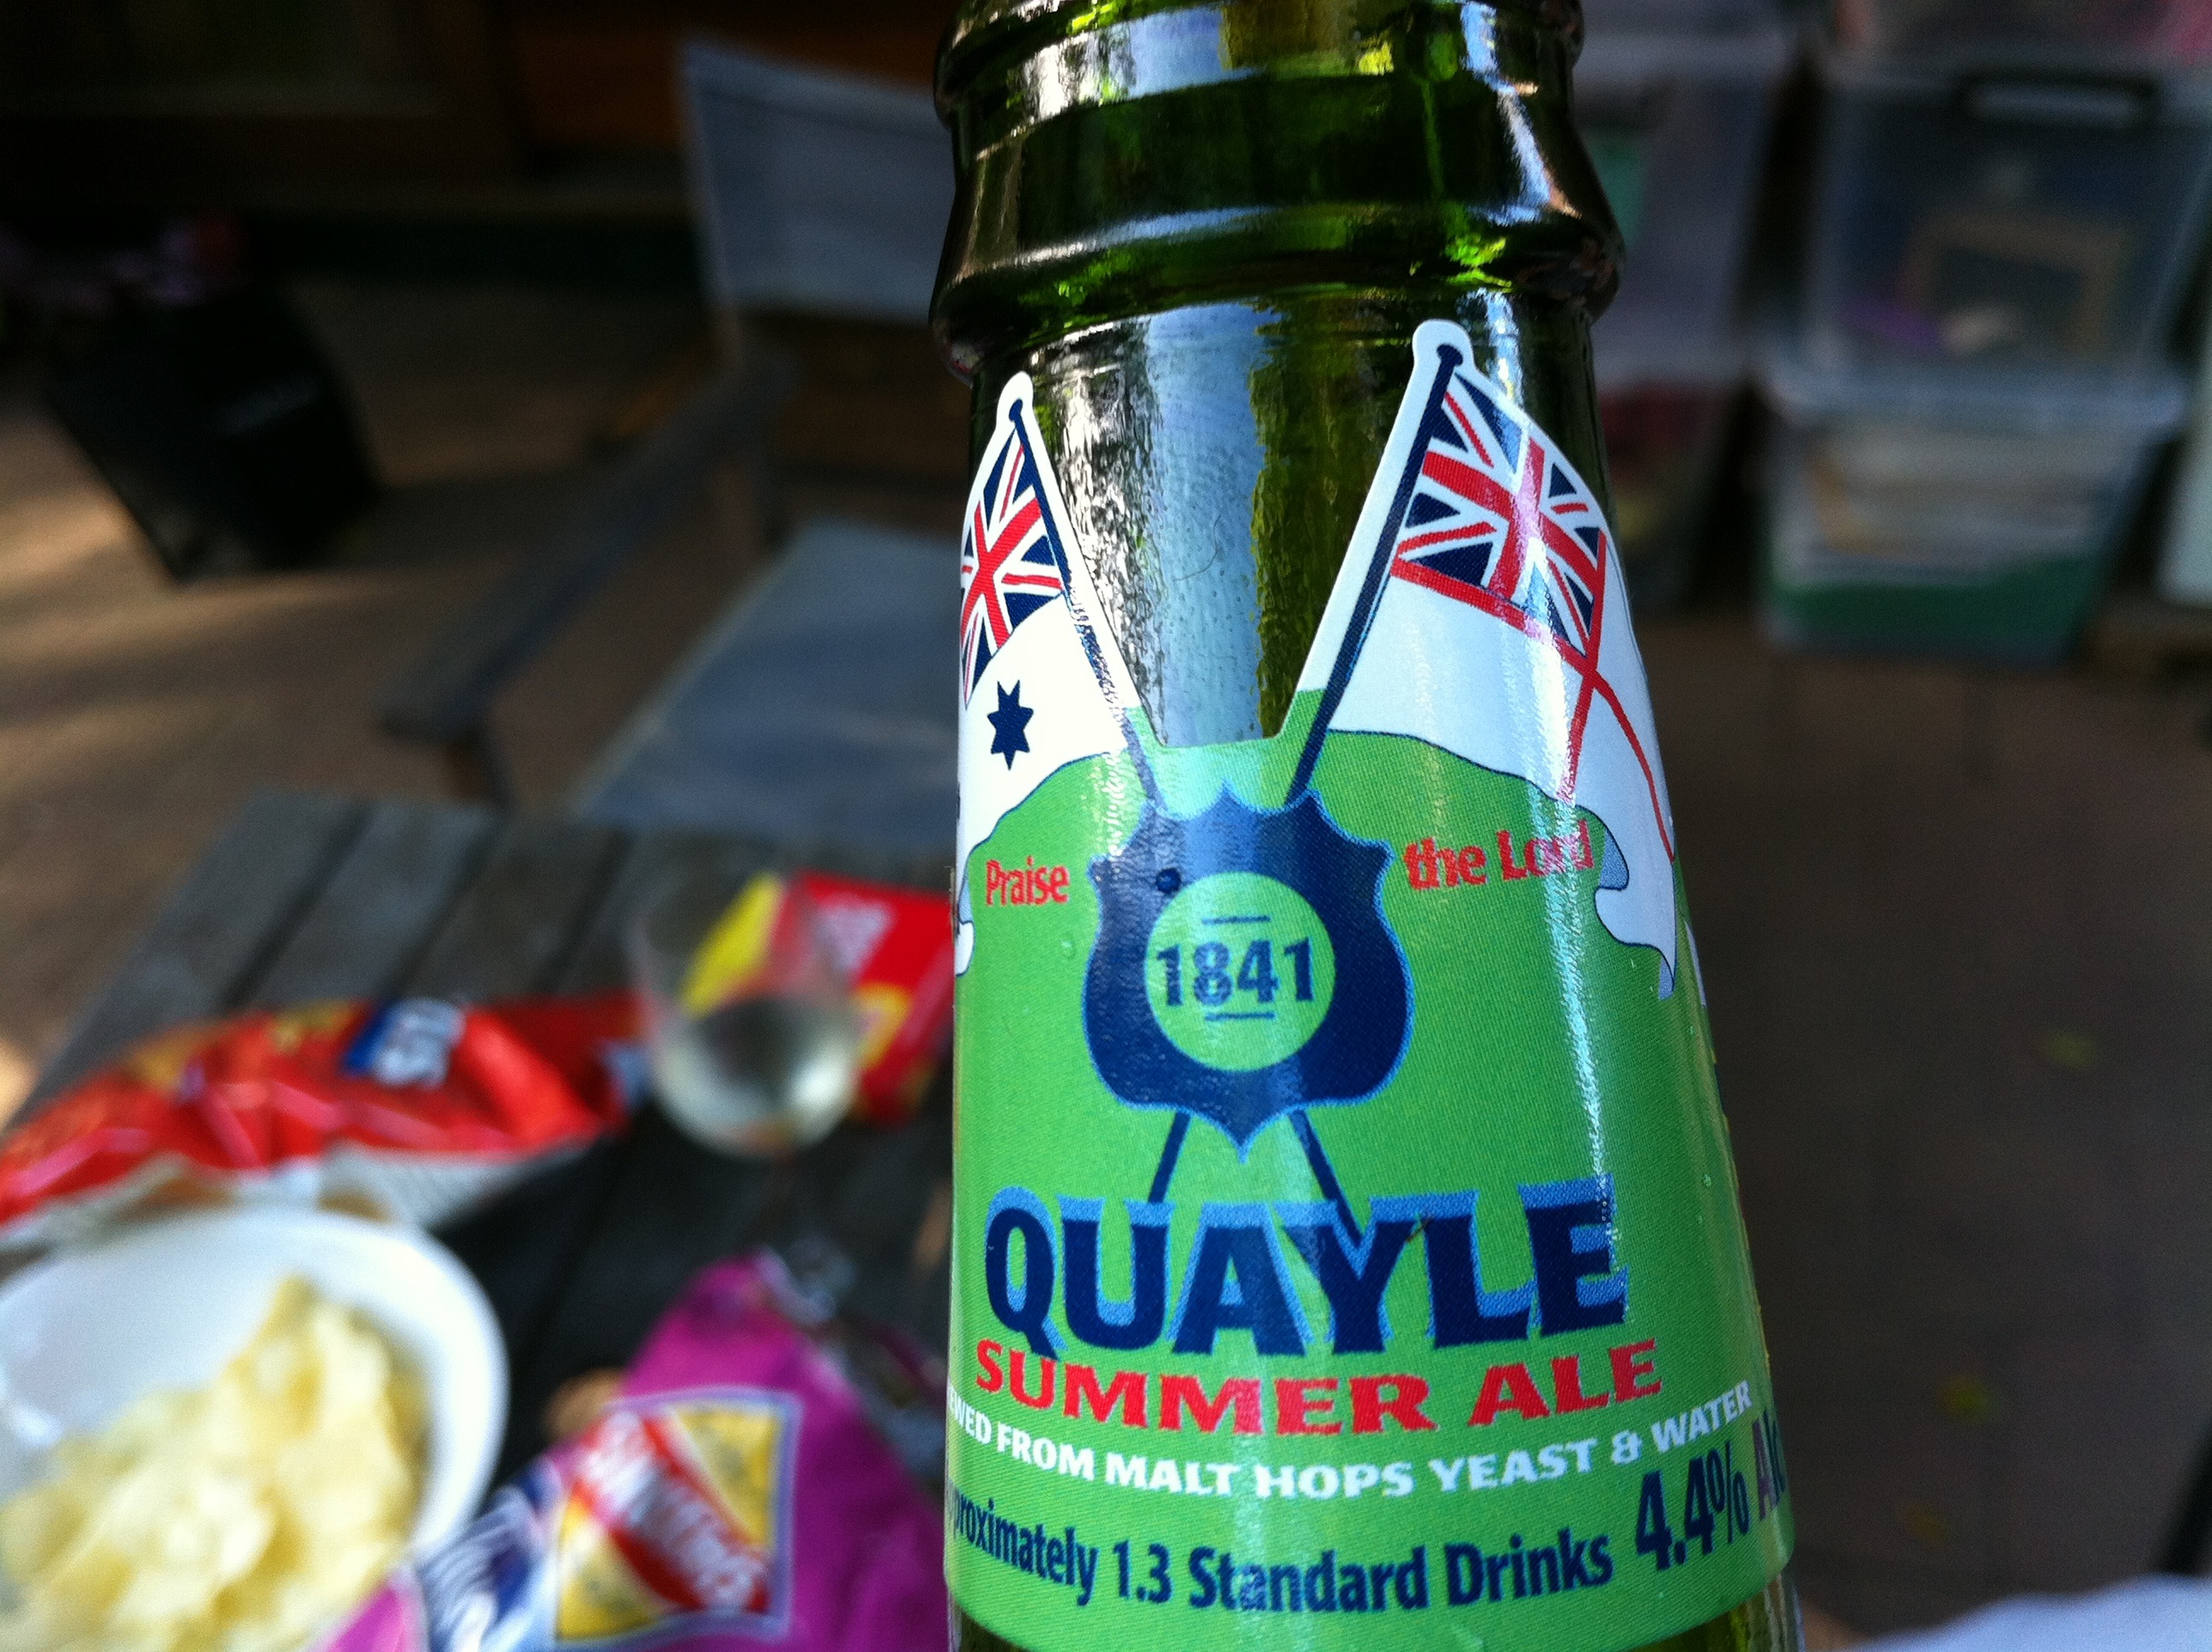 Praise the Lord
1841
QUAYLE
SUMMER ALE
FROM MALT HOPS YEAST & WATER
1.3 Standard Drinks 4.4%